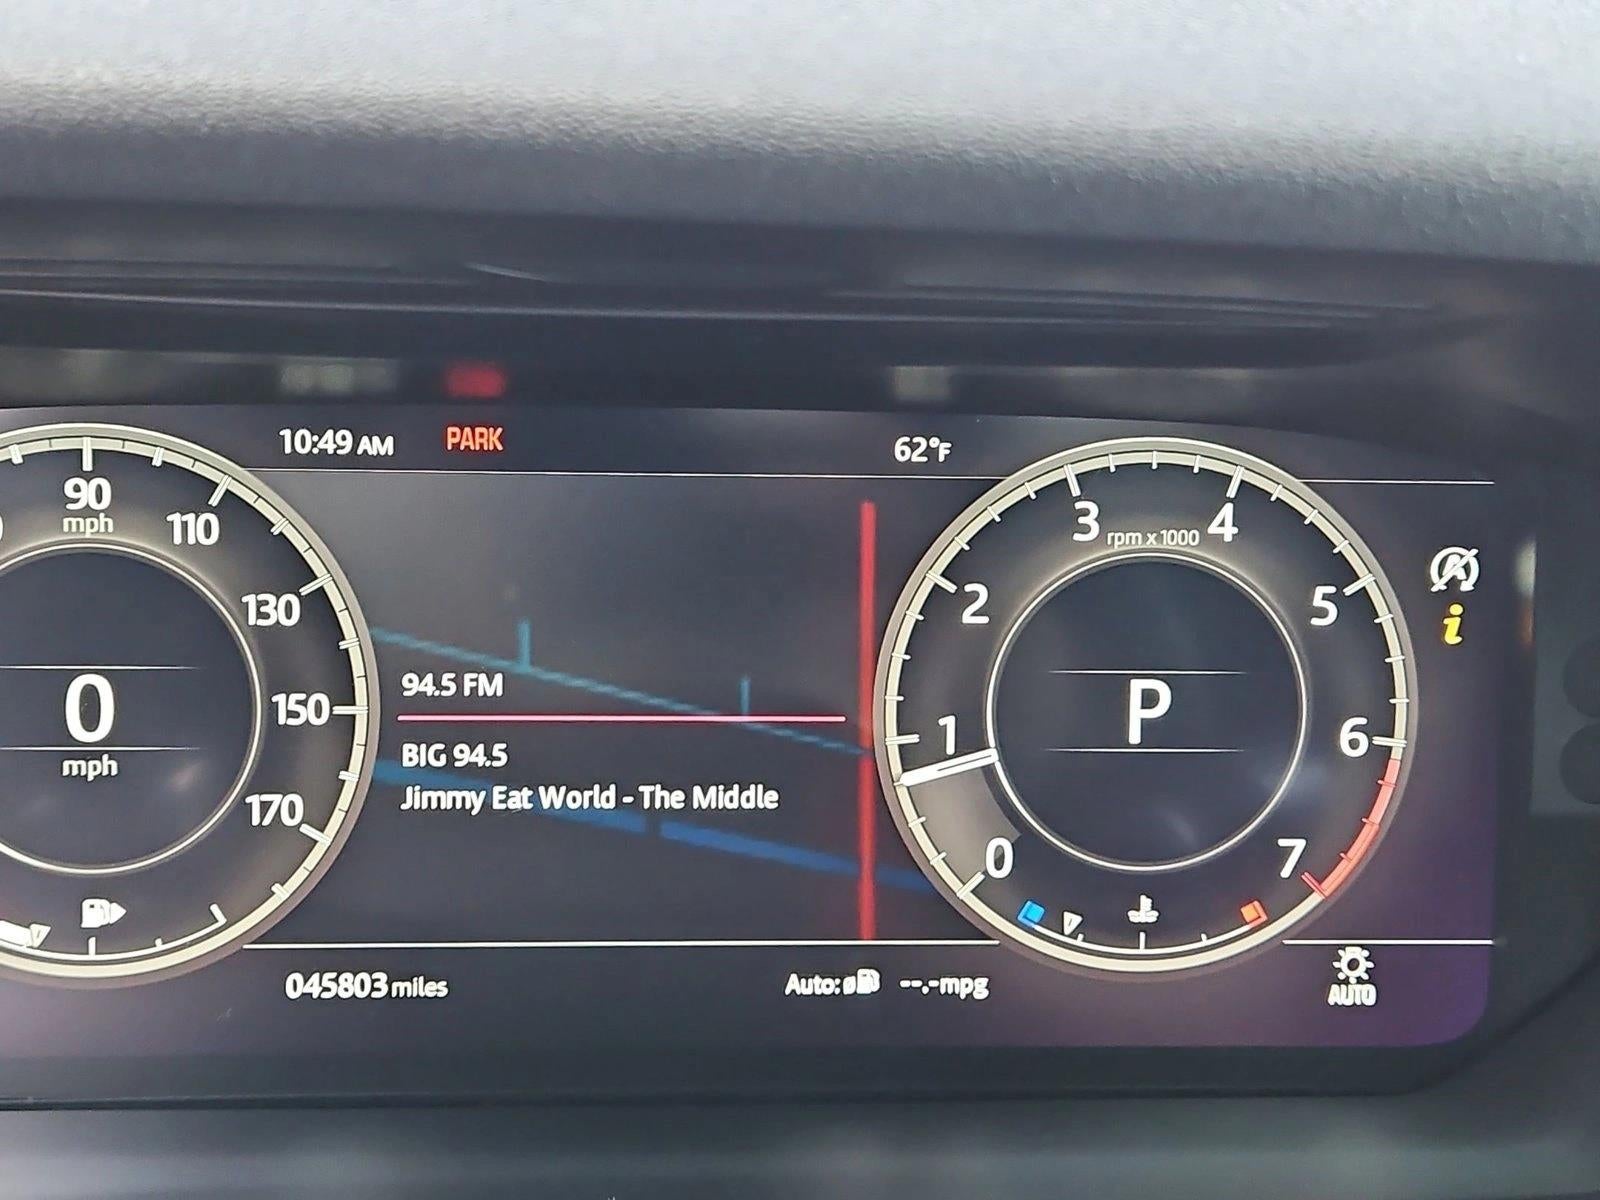 10:49 AM
PARK
62°F
90
mph
110
130
150
170
0
mph
94.5 FM
BIG 94.5
Jimmy Eat World - The Middle
0
1
2
3
4
5
6
7
rpm x 1000
P
A
i
045803 miles
Auto:ø --.-mpg
AUTO